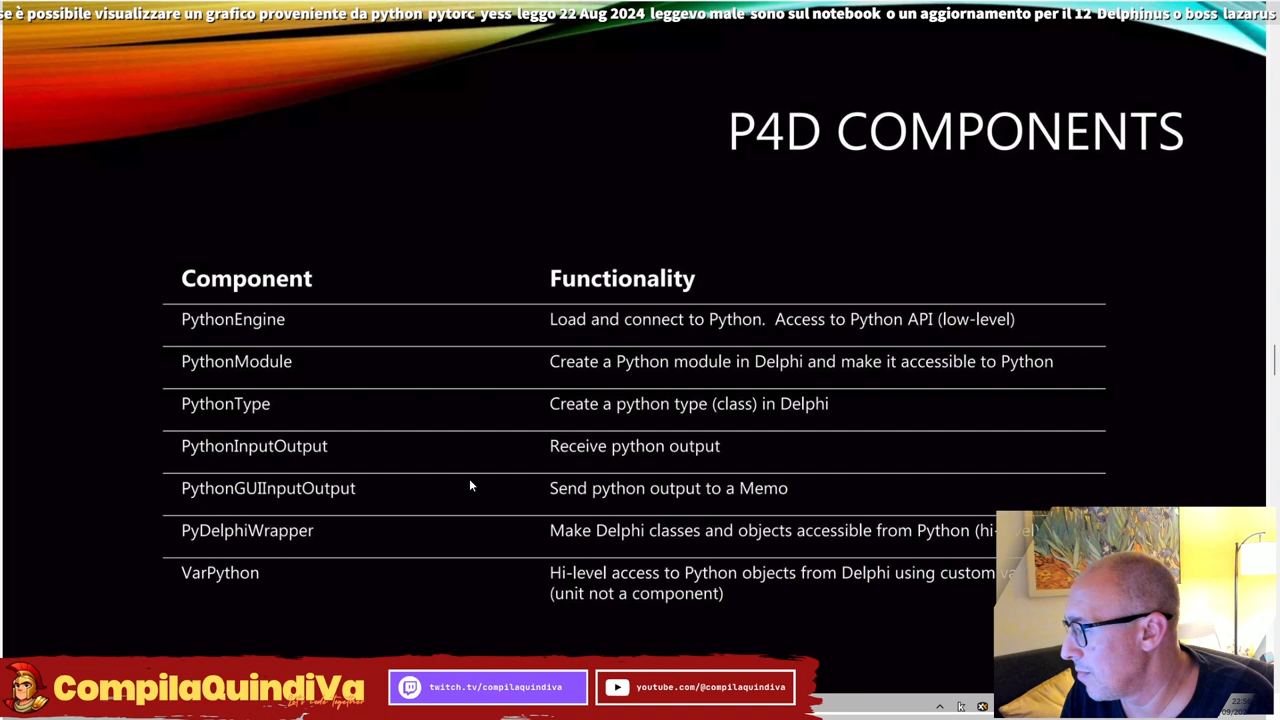 se è possibile visualizzare un grafico proveniente da python pytorc yess leggo 22 Aug 2024 leggevo male sono sul notebook o un aggiornamento per il 12 Delphinus o boss lazarus
P4D COMPONENTS
Component Functionality
PythonEngine Load and connect to Python. Access to Python API (low-level)
PythonModule Create a Python module in Delphi and make it accessible to Python
PythonType Create a python type (class) in Delphi
PythonInputOutput Receive python output
PythonGUIInputOutput Send python output to a Memo
PyDelphiWrapper Make Delphi classes and objects accessible from Python
VarPython Hi-level access to Python objects from Delphi using custom
(unit not a component)
CompilaQuindiVa
Let's Code Together
twitch.tv/compilaquindiva
youtube.com/@compilaquindiva